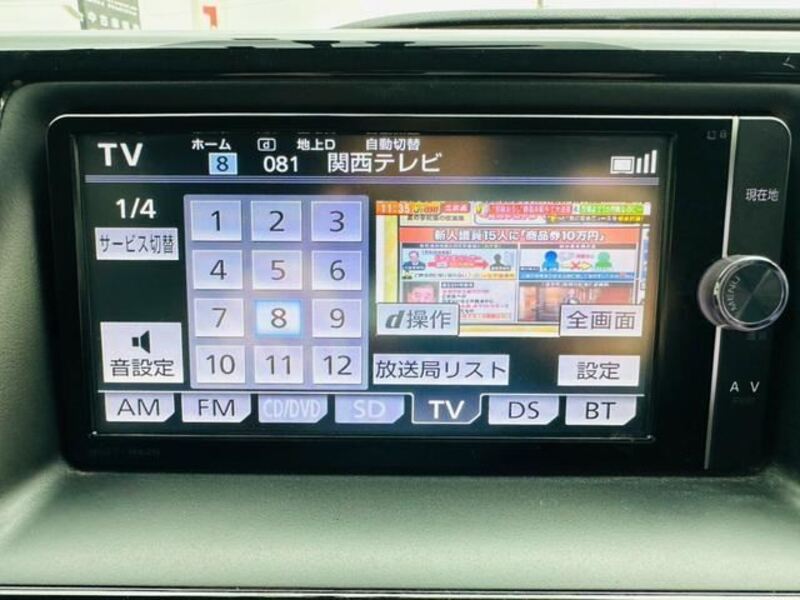 TV
ホーム 地上D 自動切替
8 081 関西テレビ
1/4
サービス切替
1 2 3
4 5 6
7 8 9
10 11 12
11:35
新人議員15人に「商品券10万円」
d操作
全画面
音設定
放送局リスト
設定
AM FM CD/DVD SD TV DS BT
現在地
MENU
A V